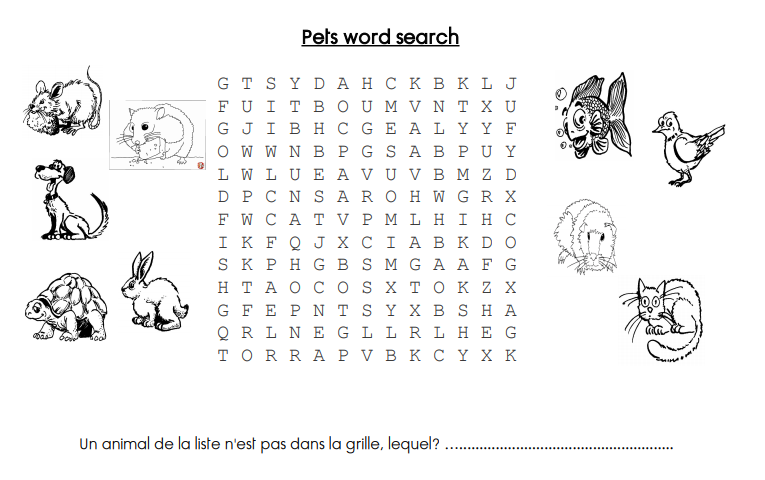 Pets word search
G T S Y D A H C K B K L J
F U I T B O U M V N T X U
G J I B H C G E A L Y Y F
O W W N B P G S A B P U Y
L W L U E A V U V B M Z D
D P C N S A R O H W G R X
F W C A T V P M L H I H C
I K F Q J X C I A B K D O
S K P H G B S M G A A F G
H T A O C O S X T O K Z X
G F E P N T S Y X B S H A
Q R L N E G L L R L H E G
T O R R A P V B K C Y X K
Un animal de la liste n'est pas dans la grille, lequel? ........................................................